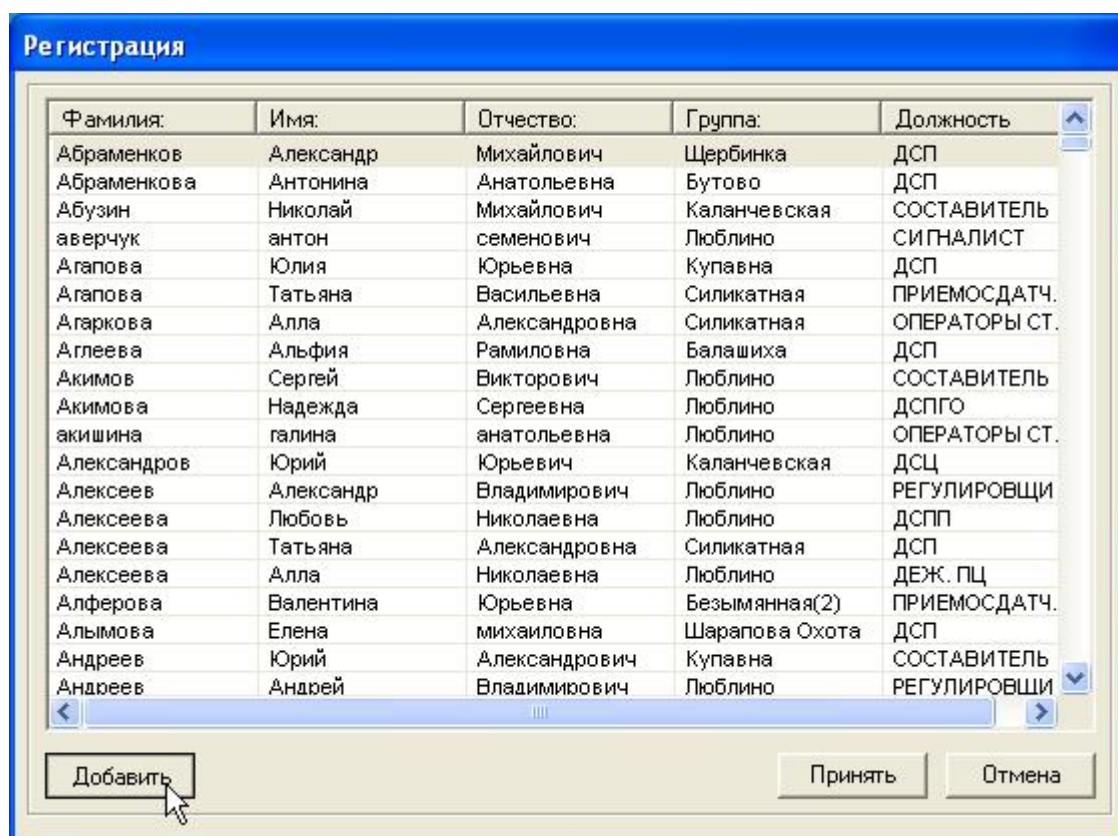 Регистрация
Фамилия: Имя: Отчество: Группа: Должность
Абраменков Александр Михайлович Щербинка ДСП
Абраменкова Антонина Анатольевна Бутово ДСП
Абузин Николай Михайлович Каланчевская СОСТАВИТЕЛЬ
аверчук антон семенович Люблино СИГНАЛИСТ
Агапова Юлия Юрьевна Купавна ДСП
Агапова Татьяна Васильевна Силикатная ПРИЕМОСДАТЧ.
Агаркова Алла Александровна Силикатная ОПЕРАТОРЫ СТ.
Аглеева Альфия Рамиловна Балашиха ДСП
Акимов Сергей Викторович Люблино СОСТАВИТЕЛЬ
Акимова Надежда Сергеевна Люблино ДСПГО
акишина галина анатольевна Люблино ОПЕРАТОРЫ СТ.
Александров Юрий Юрьевич Каланчевская ДСЦ
Алексеев Александр Владимирович Люблино РЕГУЛИРОВЩИ
Алексеева Любовь Николаевна Люблино ДСПП
Алексеева Татьяна Александровна Силикатная ДСП
Алексеева Алла Николаевна Люблино ДЕЖ. ПЦ
Алферова Валентина Юрьевна Безымянная(2) ПРИЕМОСДАТЧ.
Алымова Елена михаиловна Шарапова Охота ДСП
Андреев Юрий Александрович Купавна СОСТАВИТЕЛЬ
Андреев Андрей Владимирович Люблино РЕГУЛИРОВЩИ
Добавить Принять Отмена